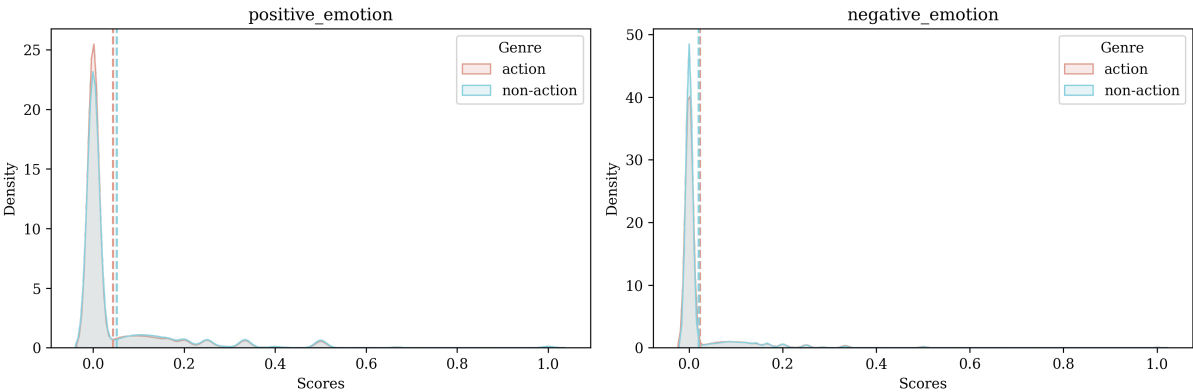 positive_emotion
Density
25
20
15
10
5
0
Genre
action
non-action
0.0 0.2 0.4 0.6 0.8 1.0
Scores
negative_emotion
Density
50
40
30
20
10
0
Genre
action
non-action
0.0 0.2 0.4 0.6 0.8 1.0
Scores